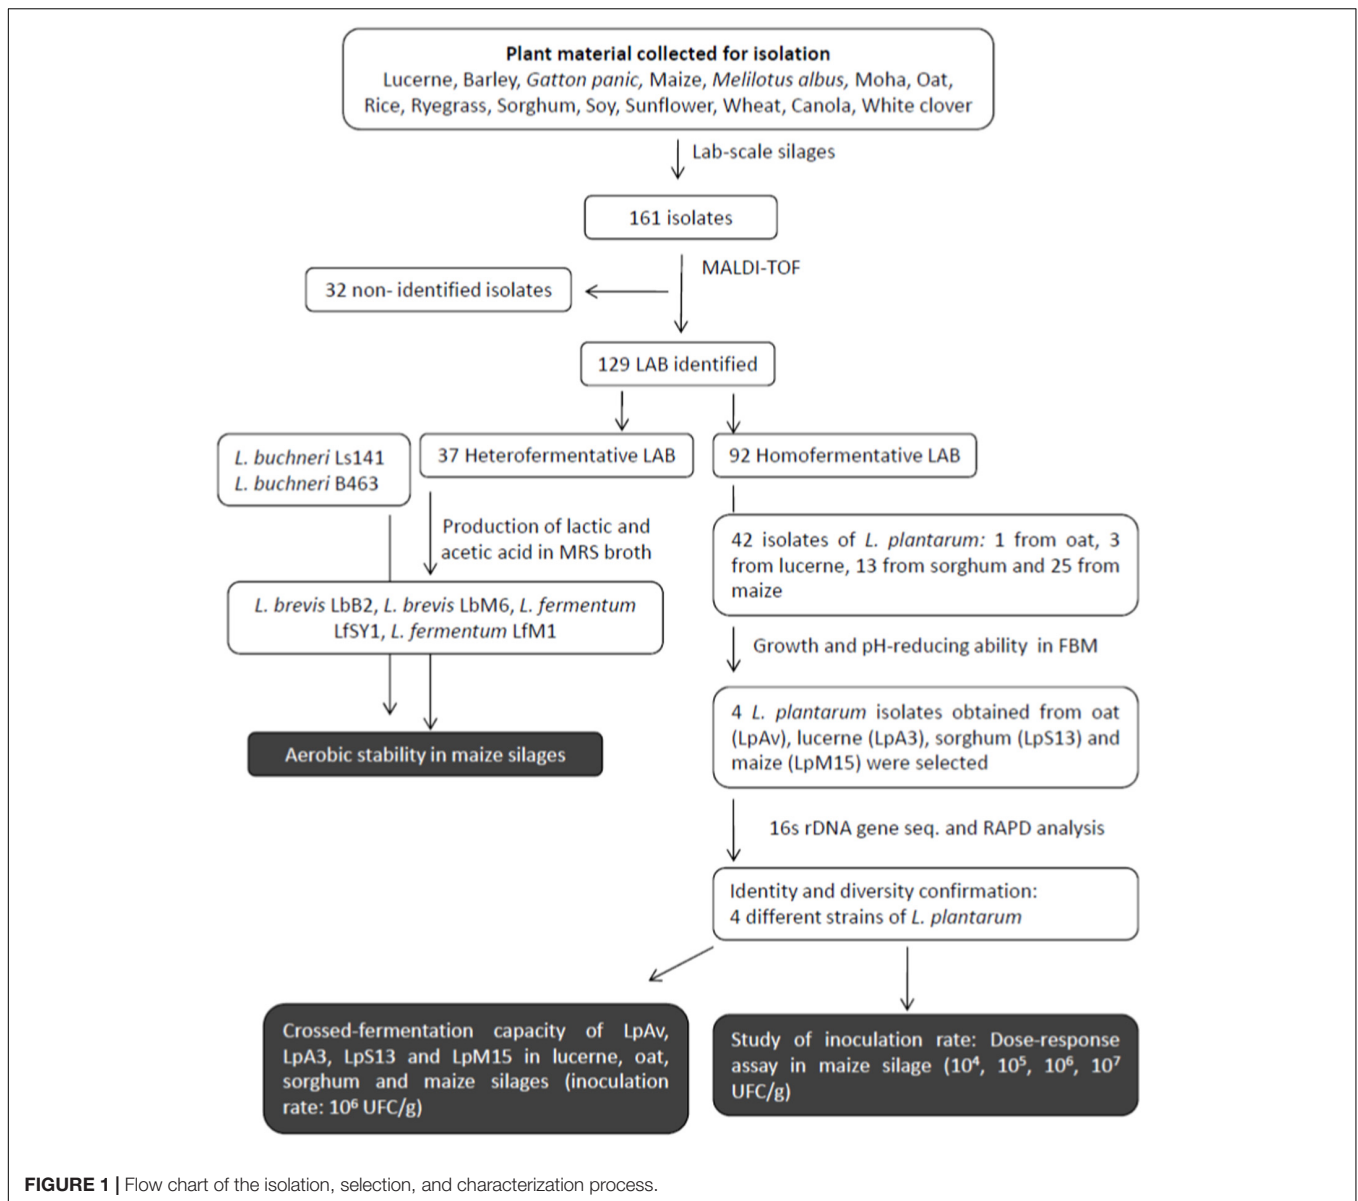 Plant material collected for isolation
Lucerne, Barley, Gatton panic, Maize, Melilotus albus, Moha, Oat,
Rice, Ryegrass, Sorghum, Soy, Sunflower, Wheat, Canola, White clover
Lab-scale silages
161 isolates
MALDI-TOF
32 non- identified isolates
129 LAB identified
L. buchneri Ls141
L. buchneri B463
37 Heterofermentative LAB
92 Homofermentative LAB
Production of lactic and
acetic acid in MRS broth
42 isolates of L. plantarum: 1 from oat, 3
from lucerne, 13 from sorghum and 25 from
maize
L. brevis LbB2, L. brevis LbM6, L. fermentum
LfSY1, L. fermentum LfM1
Growth and pH-reducing ability in FBM
4 L. plantarum isolates obtained from oat
(LpAv), lucerne (LpA3), sorghum (LpS13) and
maize (LpM15) were selected
Aerobic stability in maize silages
16s rDNA gene seq. and RAPD analysis
Identity and diversity confirmation:
4 different strains of L. plantarum
Crossed-fermentation capacity of LpAv,
LpA3, LpS13 and LpM15 in lucerne, oat,
sorghum and maize silages (inoculation
rate: 10⁶ UFC/g)
Study of inoculation rate: Dose-response
assay in maize silage (10⁴, 10⁵, 10⁶, 10⁷
UFC/g)
FIGURE 1 | Flow chart of the isolation, selection, and characterization process.